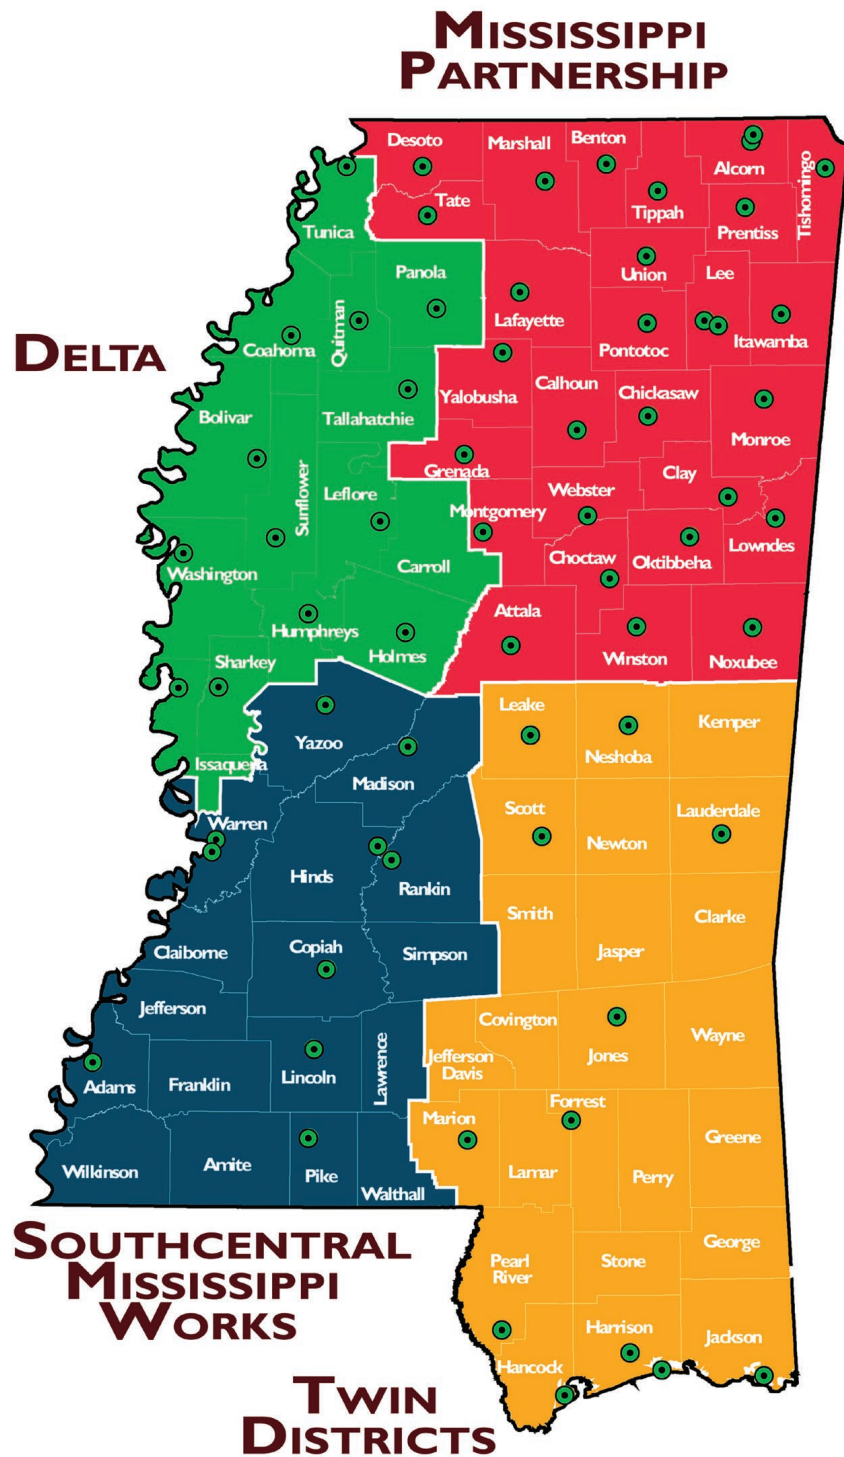 MISSISSIPPI
PARTNERSHIP
Desoto
Marshall
Benton
Alcorn
Tishomingo
Tate
Tippah
Prentiss
Tunica
Union
Lee
Panola
Lafayette
Pontotoc
Itawamba
Quitman
Coahoma
DELTA
Yalobusha
Calhoun
Chickasaw
Bolivar
Tallahatchie
Monroe
Grenada
Clay
Sunflower
Leflore
Webster
Montgomery
Lowndes
Washington
Carroll
Choctaw
Oktibbeha
Attala
Humphreys
Holmes
Sharkey
Winston
Noxubee
Leake
Kemper
Yazoo
Neshoba
Issaquena
Madison
Scott
Lauderdale
Warren
Newton
Hinds
Rankin
Smith
Clarke
Claiborne
Copiah
Simpson
Jasper
Jefferson
Covington
Wayne
Lawrence
Jefferson
Davis
Jones
Adams
Franklin
Lincoln
Marion
Forrest
Greene
Wilkinson
Amite
Pike
Walthall
Lamar
Perry
SOUTHCENTRAL
MISSISSIPPI
WORKS
George
Pearl
River
Stone
Harrison
Jackson
Hancock
TWIN
DISTRICTS